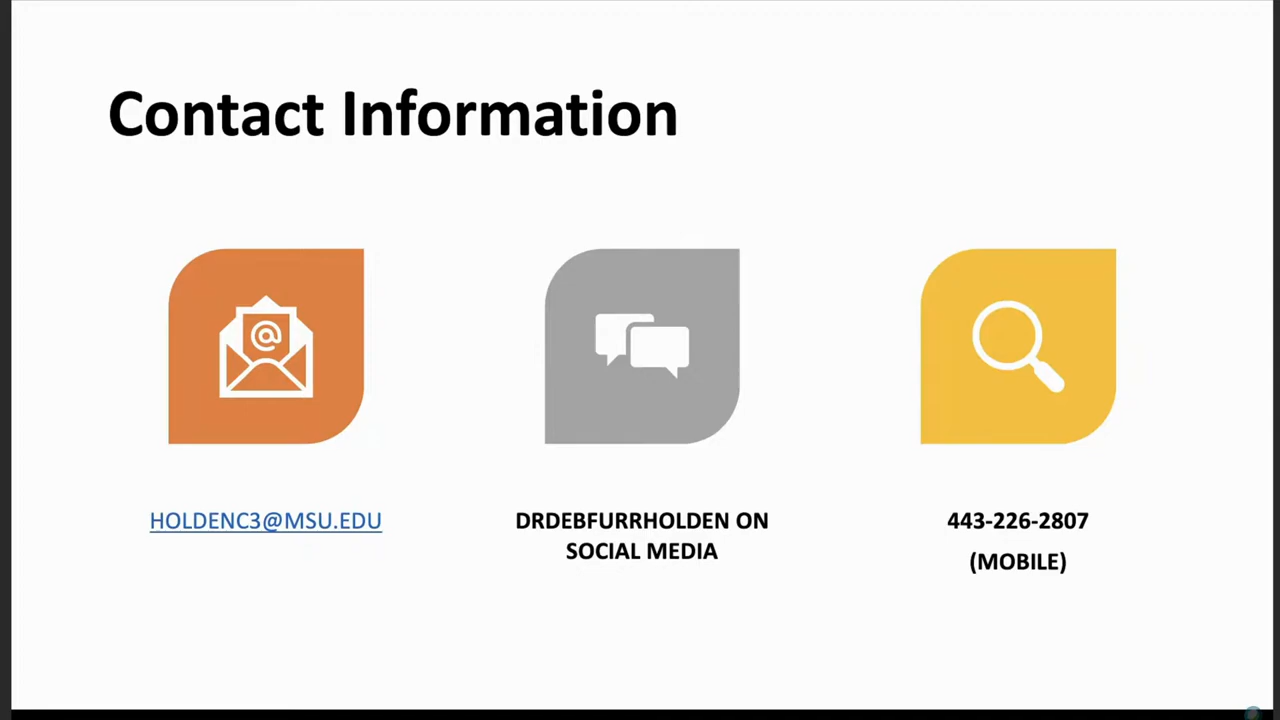 Contact Information
@
HOLDENC3@MSU.EDU
DRDEBFURRHOLDEN ON
SOCIAL MEDIA
443-226-2807
(MOBILE)